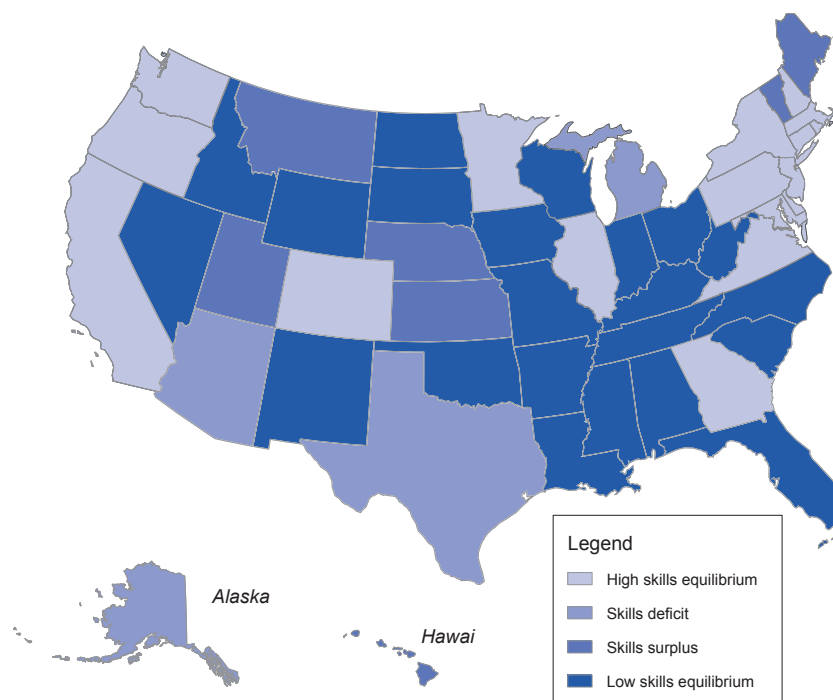 Alaska
Hawai
Legend
High skills equilibrium
Skills deficit
Skills surplus
Low skills equilibrium